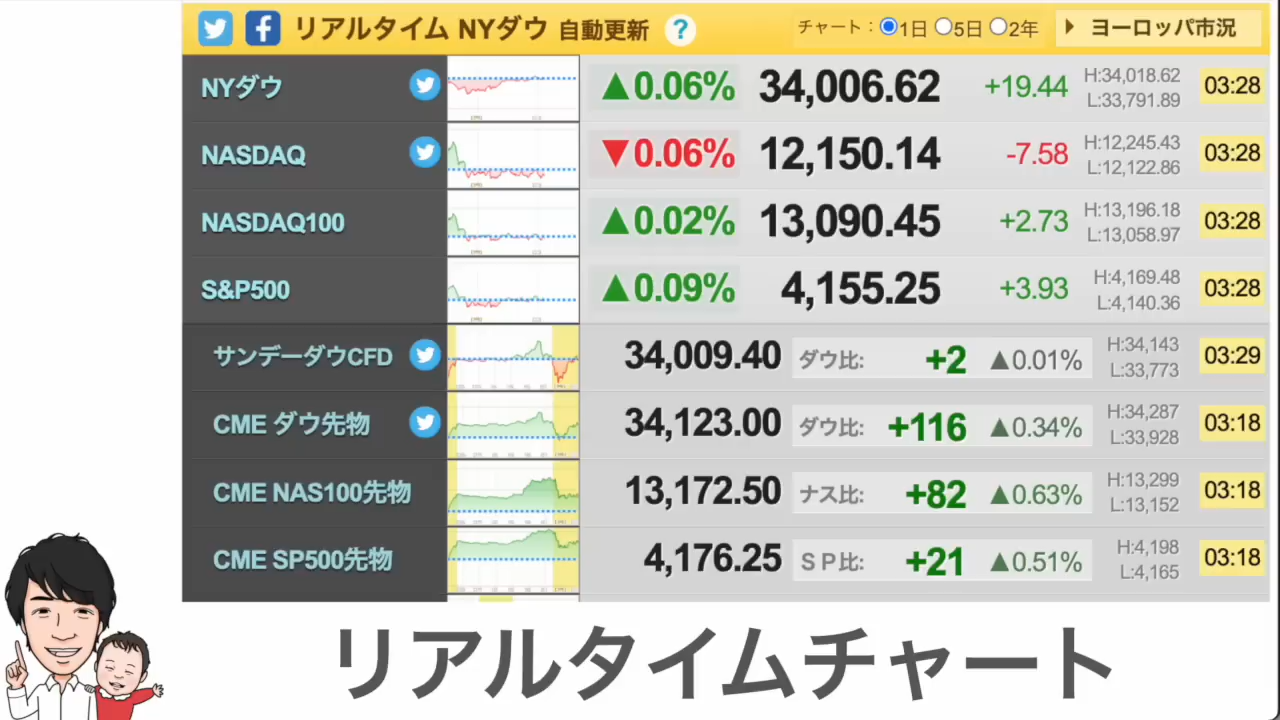 リアルタイム NYダウ 自動更新 ? チャート： 1日 5日 2年 ヨーロッパ市況
NYダウ ▲0.06% 34,006.62 +19.44 H:34,018.62 L:33,791.89 03:28
NASDAQ ▼0.06% 12,150.14 -7.58 H:12,245.43 L:12,122.86 03:28
NASDAQ100 ▲0.02% 13,090.45 +2.73 H:13,196.18 L:13,058.97 03:28
S&P500 ▲0.09% 4,155.25 +3.93 H:4,169.48 L:4,140.36 03:28
サンデーダウCFD 34,009.40 ダウ比: +2 ▲0.01% H:34,143 L:33,773 03:29
CME ダウ先物 34,123.00 ダウ比: +116 ▲0.34% H:34,287 L:33,928 03:18
CME NAS100先物 13,172.50 ナス比: +82 ▲0.63% H:13,299 L:13,152 03:18
CME SP500先物 4,176.25 ＳＰ比: +21 ▲0.51% H:4,198 L:4,165 03:18
リアルタイムチャート